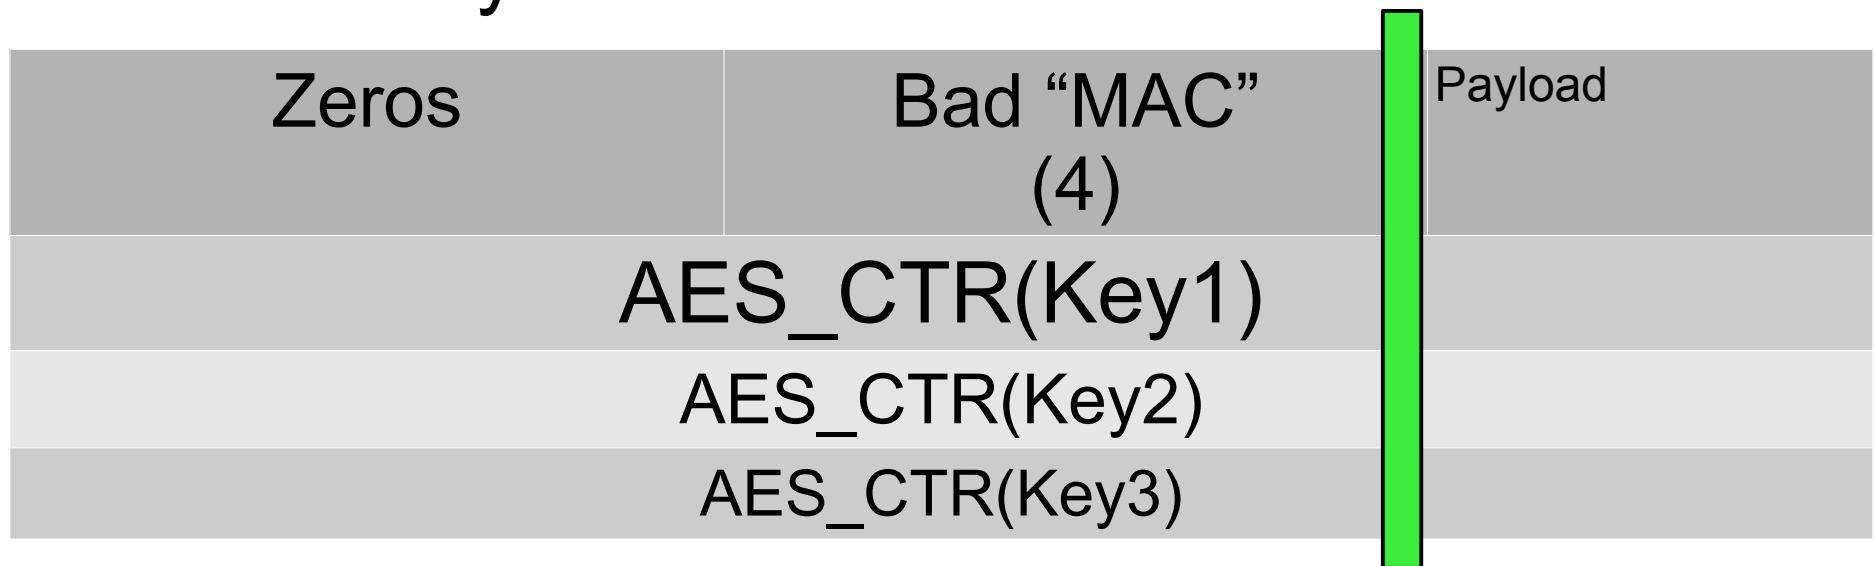 Zeros
Bad “MAC”
(4)
Payload
AES_CTR(Key1)
AES_CTR(Key2)
AES_CTR(Key3)